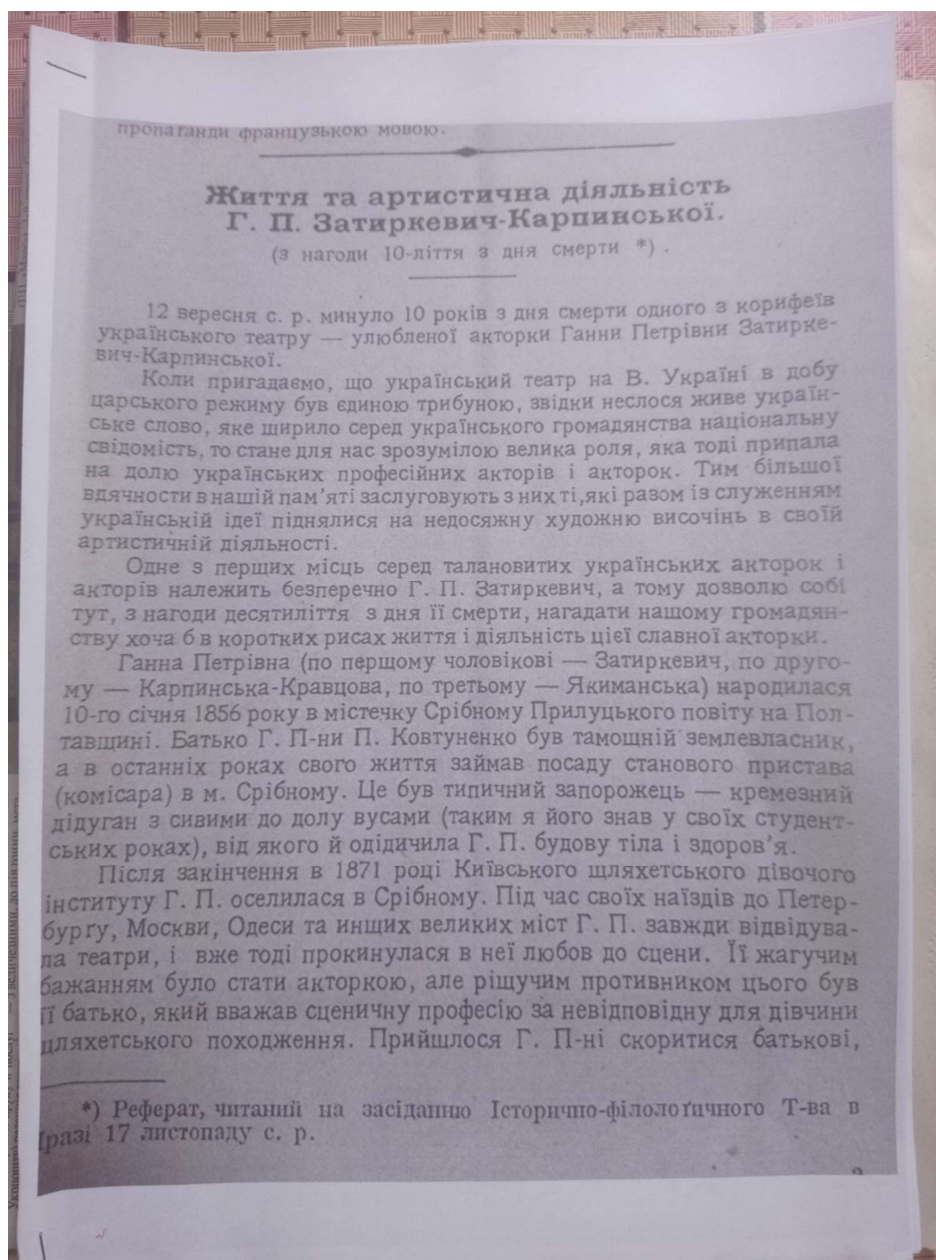 пропаганди французькою мовою.
Життя та артистична діяльність
Г. П. Затиркевич-Карпинської.
(з нагоди 10-ліття з дня смерти *) .
12 вересня с. р. минуло 10 років з дня смерти одного з корифеїв
українського театру — улюбленої акторки Ганни Петрівни Затирке-
вич-Карпинської.
Коли пригадаємо, що український театр на В. Україні в добу
царського режиму був єдиною трибуною, звідки неслося живе україн-
ське слово, яке ширило серед українського громадянства національну
свідомість, то стане для нас зрозумілою велика роля, яка тоді припала
на долю українських професійних акторів і акторок. Тим більшої
вдячности в нашій пам'яті заслуговують з них ті,які разом із служенням
українській ідеї піднялися на недосяжну художню височінь в своїй
артистичній діяльності.
Одне з перших місць серед талановитих українських акторок і
акторів належить безперечно Г. П. Затиркевич, а тому дозволю собі
тут, з нагоди десятиліття з дня її смерти, нагадати нашому громадян-
ству хоча б в коротких рисах життя і діяльність цієї славної акторки.
Ганна Петрівна (по першому чоловікові — Затиркевич, по друго-
му — Карпинська-Кравцова, по третьому — Якиманська) народилася
10-го січня 1856 року в містечку Срібному Прилуцького повіту на Пол-
тавщині. Батько Г. П-ни П. Ковтуненко був тамошній землевласник,
а в останніх роках свого життя займав посаду станового пристава
(комісара) в м. Срібному. Це був типичний запорожець — кремезний
дідуган з сивими до долу вусами (таким я його знав у своїх студент-
ських роках), від якого й одідичила Г. П. будову тіла і здоров'я.
Після закінчення в 1871 році Київського шляхетського дівочого
інституту Г. П. оселилася в Срібному. Під час своїх наїздів до Петер-
бурґу, Москви, Одеси та инщих великих міст Г. П. завжди відвідува-
ла театри, і вже тоді прокинулася в неї любов до сцени. Її жагучим
бажанням було стати акторкою, але рішучим противником цього був
її батько, який вважав сценичну професію за невідповідну для дівчини
шляхетського походження. Прийшлося Г. П-ні скоритися батькові,
*) Реферат, читаний на засіданню Історично-філологічного Т-ва в
Празі 17 листопаду с. р.